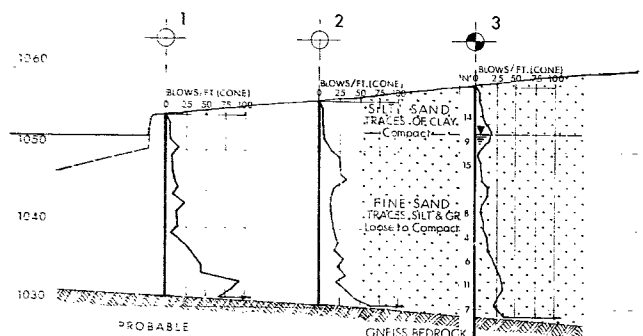 1 2 3
1060
BLOWS/FT.(CONE) BLOWS/FT.(CONE) 'N' BLOWS/FT.(CONE)
0 25 50 75 100 0 25 50 75 100 0 25 50 75 100
SILTY SAND
TRACES OF CLAY
Compact
14
1050
9
15
FINE SAND
TRACES SILT & GR.
Loose to Compact
1040
8
4
6
11
1030
7
PROBABLE GNEISS BEDROCK